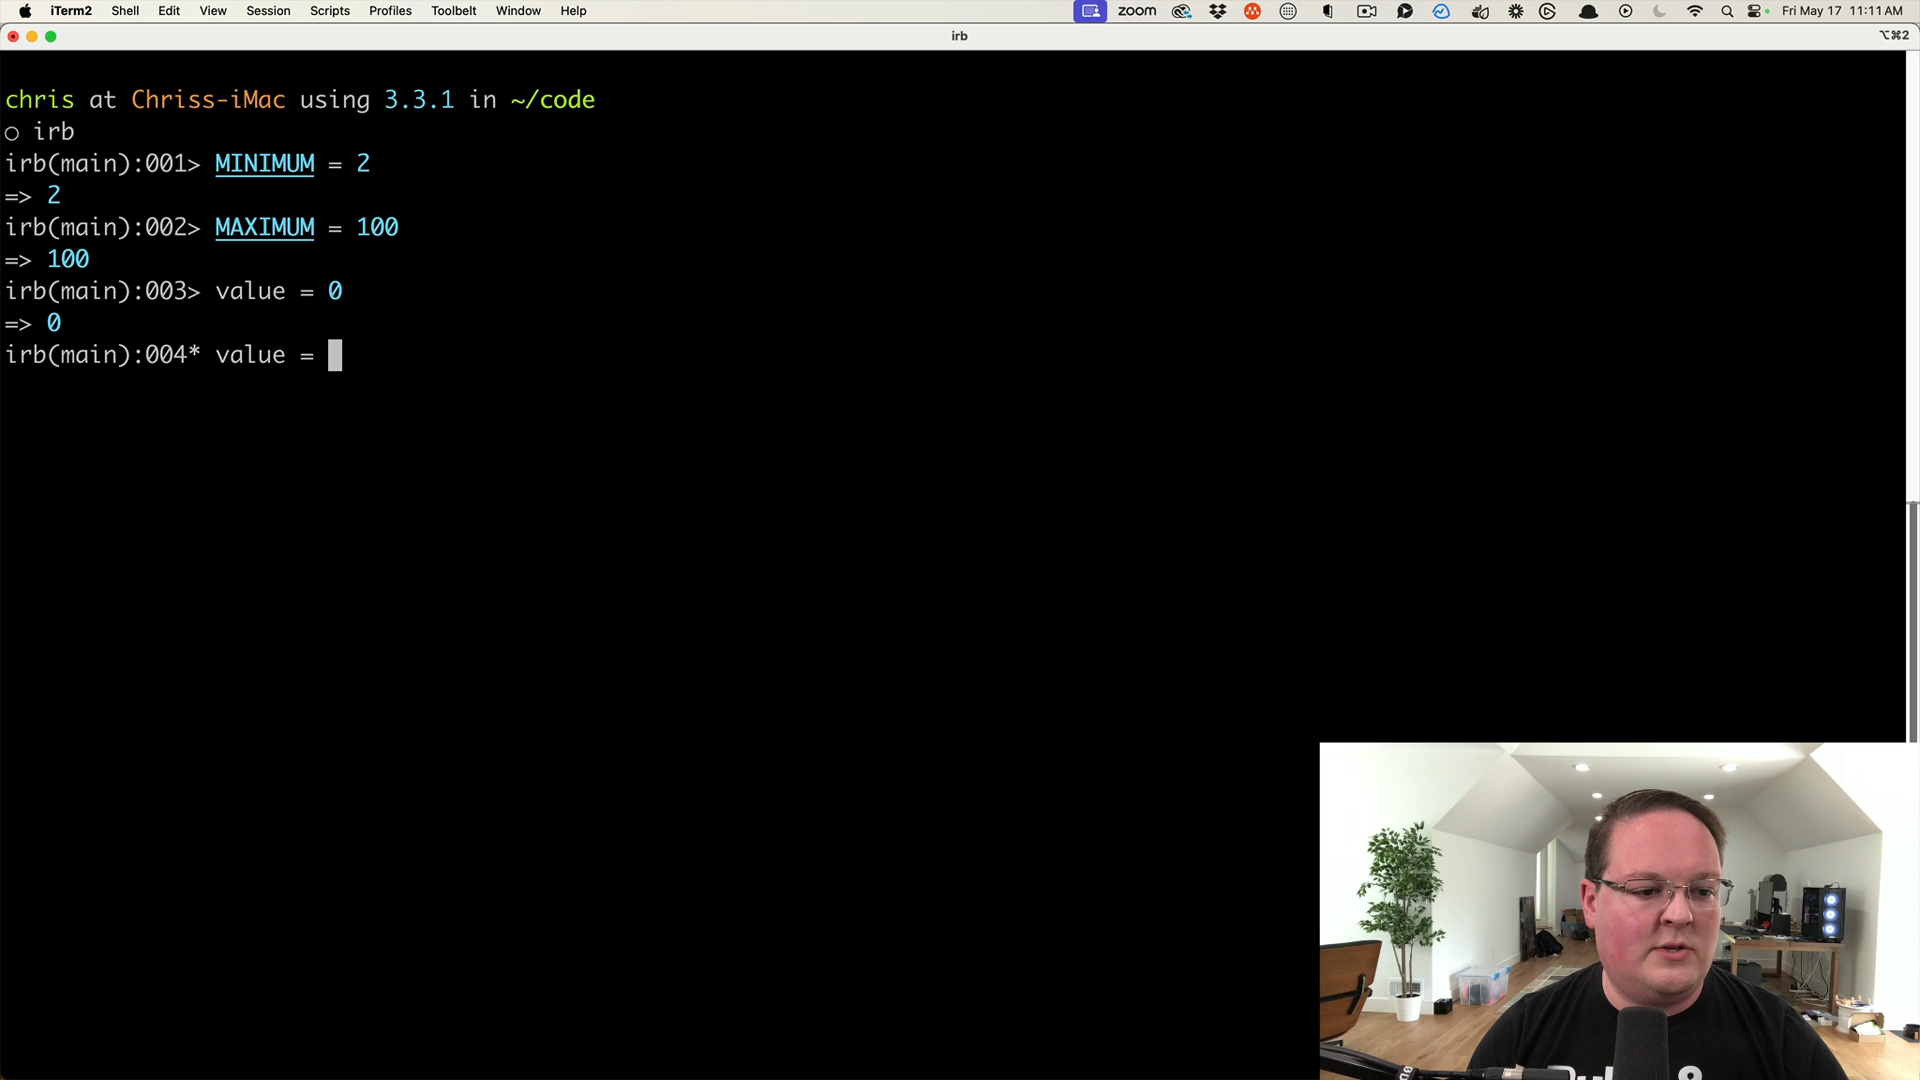 iTerm2 Shell Edit View Session Scripts Profiles Toolbelt Window Help zoom Fri May 17 11:11 AM
irb ⌥⌘2
chris at Chriss-iMac using 3.3.1 in ~/code
○ irb
irb(main):001> MINIMUM = 2
=> 2
irb(main):002> MAXIMUM = 100
=> 100
irb(main):003> value = 0
=> 0
irb(main):004* value =